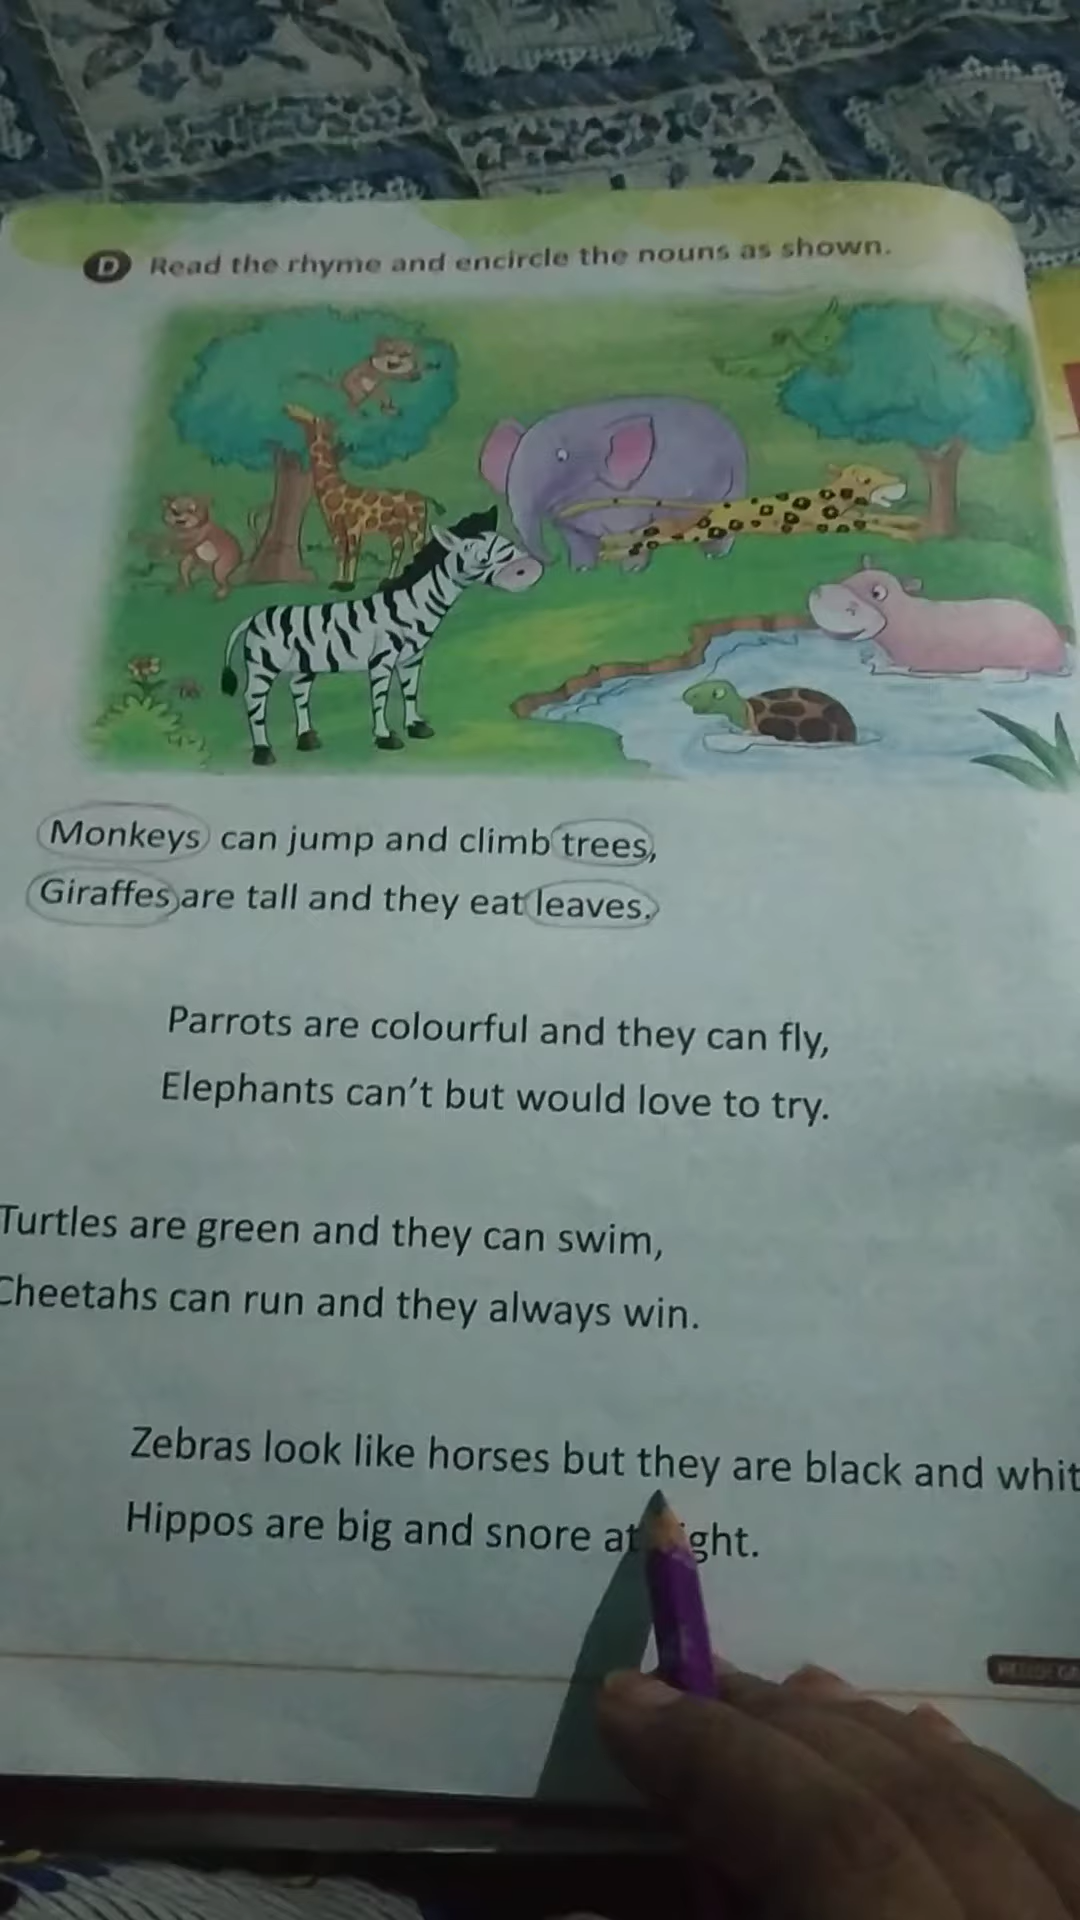 D Read the rhyme and encircle the nouns as shown.
Monkeys can jump and climb trees,
Giraffes are tall and they eat leaves.
Parrots are colourful and they can fly,
Elephants can't but would love to try.
Turtles are green and they can swim,
Cheetahs can run and they always win.
Zebras look like horses but they are black and whit
Hippos are big and snore at ight.